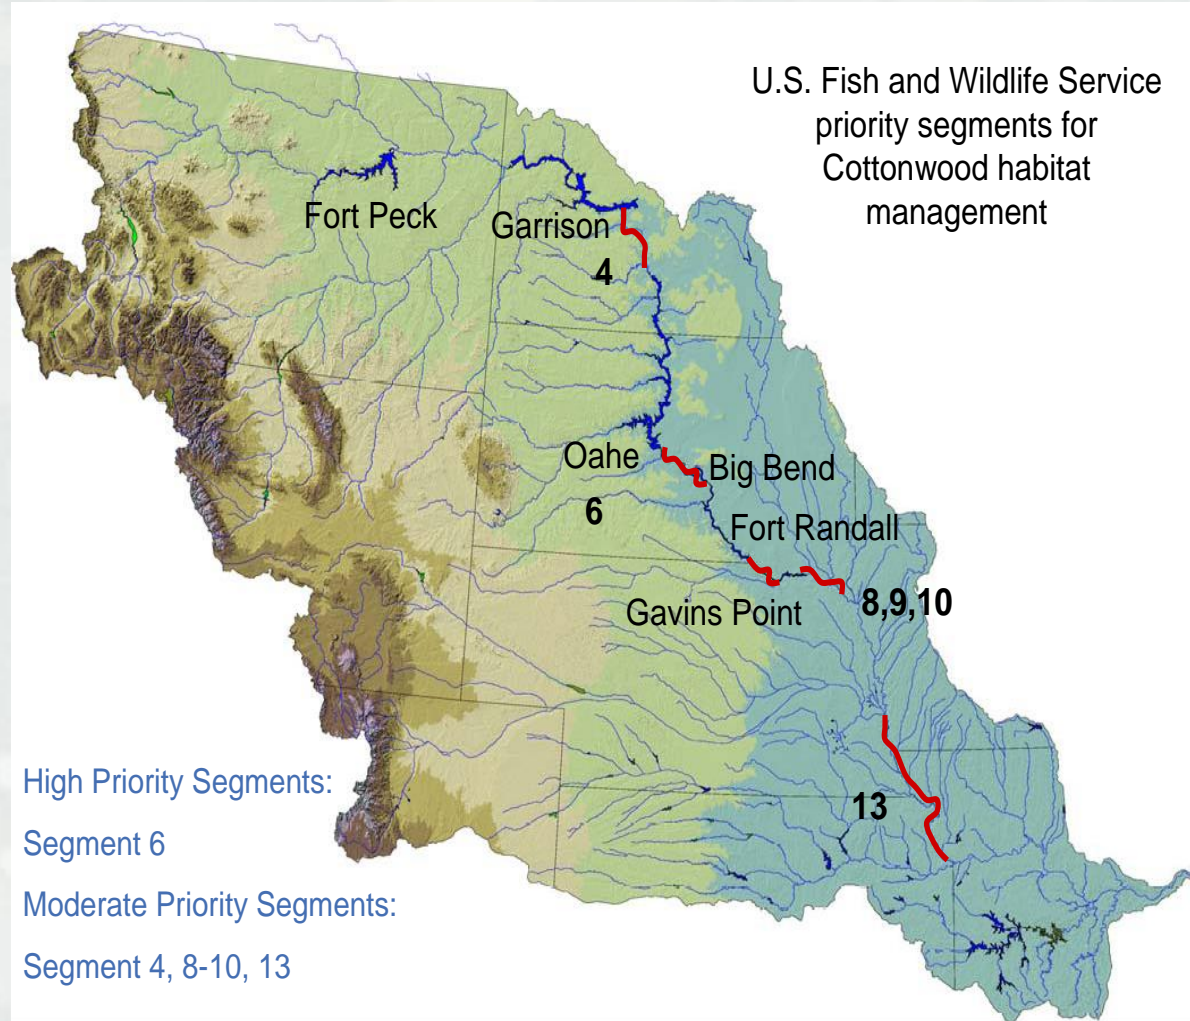 U.S. Fish and Wildlife Service
priority segments for
Cottonwood habitat
management
Fort Peck
Garrison
4
Oahe
Big Bend
6
Fort Randall
Gavins Point
8,9,10
13
High Priority Segments:
Segment 6
Moderate Priority Segments:
Segment 4, 8-10, 13